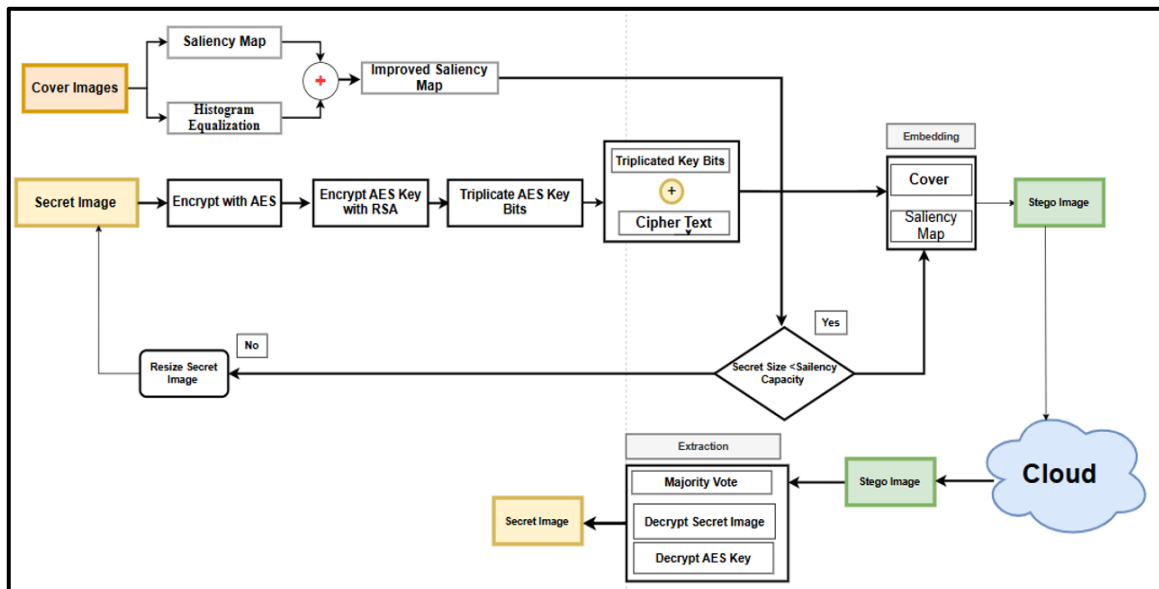 Saliency Map
Cover Images
Improved Saliency
Map
Histogram
Equalization
Embedding
Triplicated Key Bits
Secret Image
Encrypt with AES
Encrypt AES Key
with RSA
Triplicate AES Key
Bits
Cipher Text
Cover
Saliency
Map
Stego Image
Yes
No
Resize Secret
Image
Secret Size <Sailency
Capacity
Extraction
Majority Vote
Decrypt Secret Image
Decrypt AES Key
Secret Image
Stego Image
Cloud